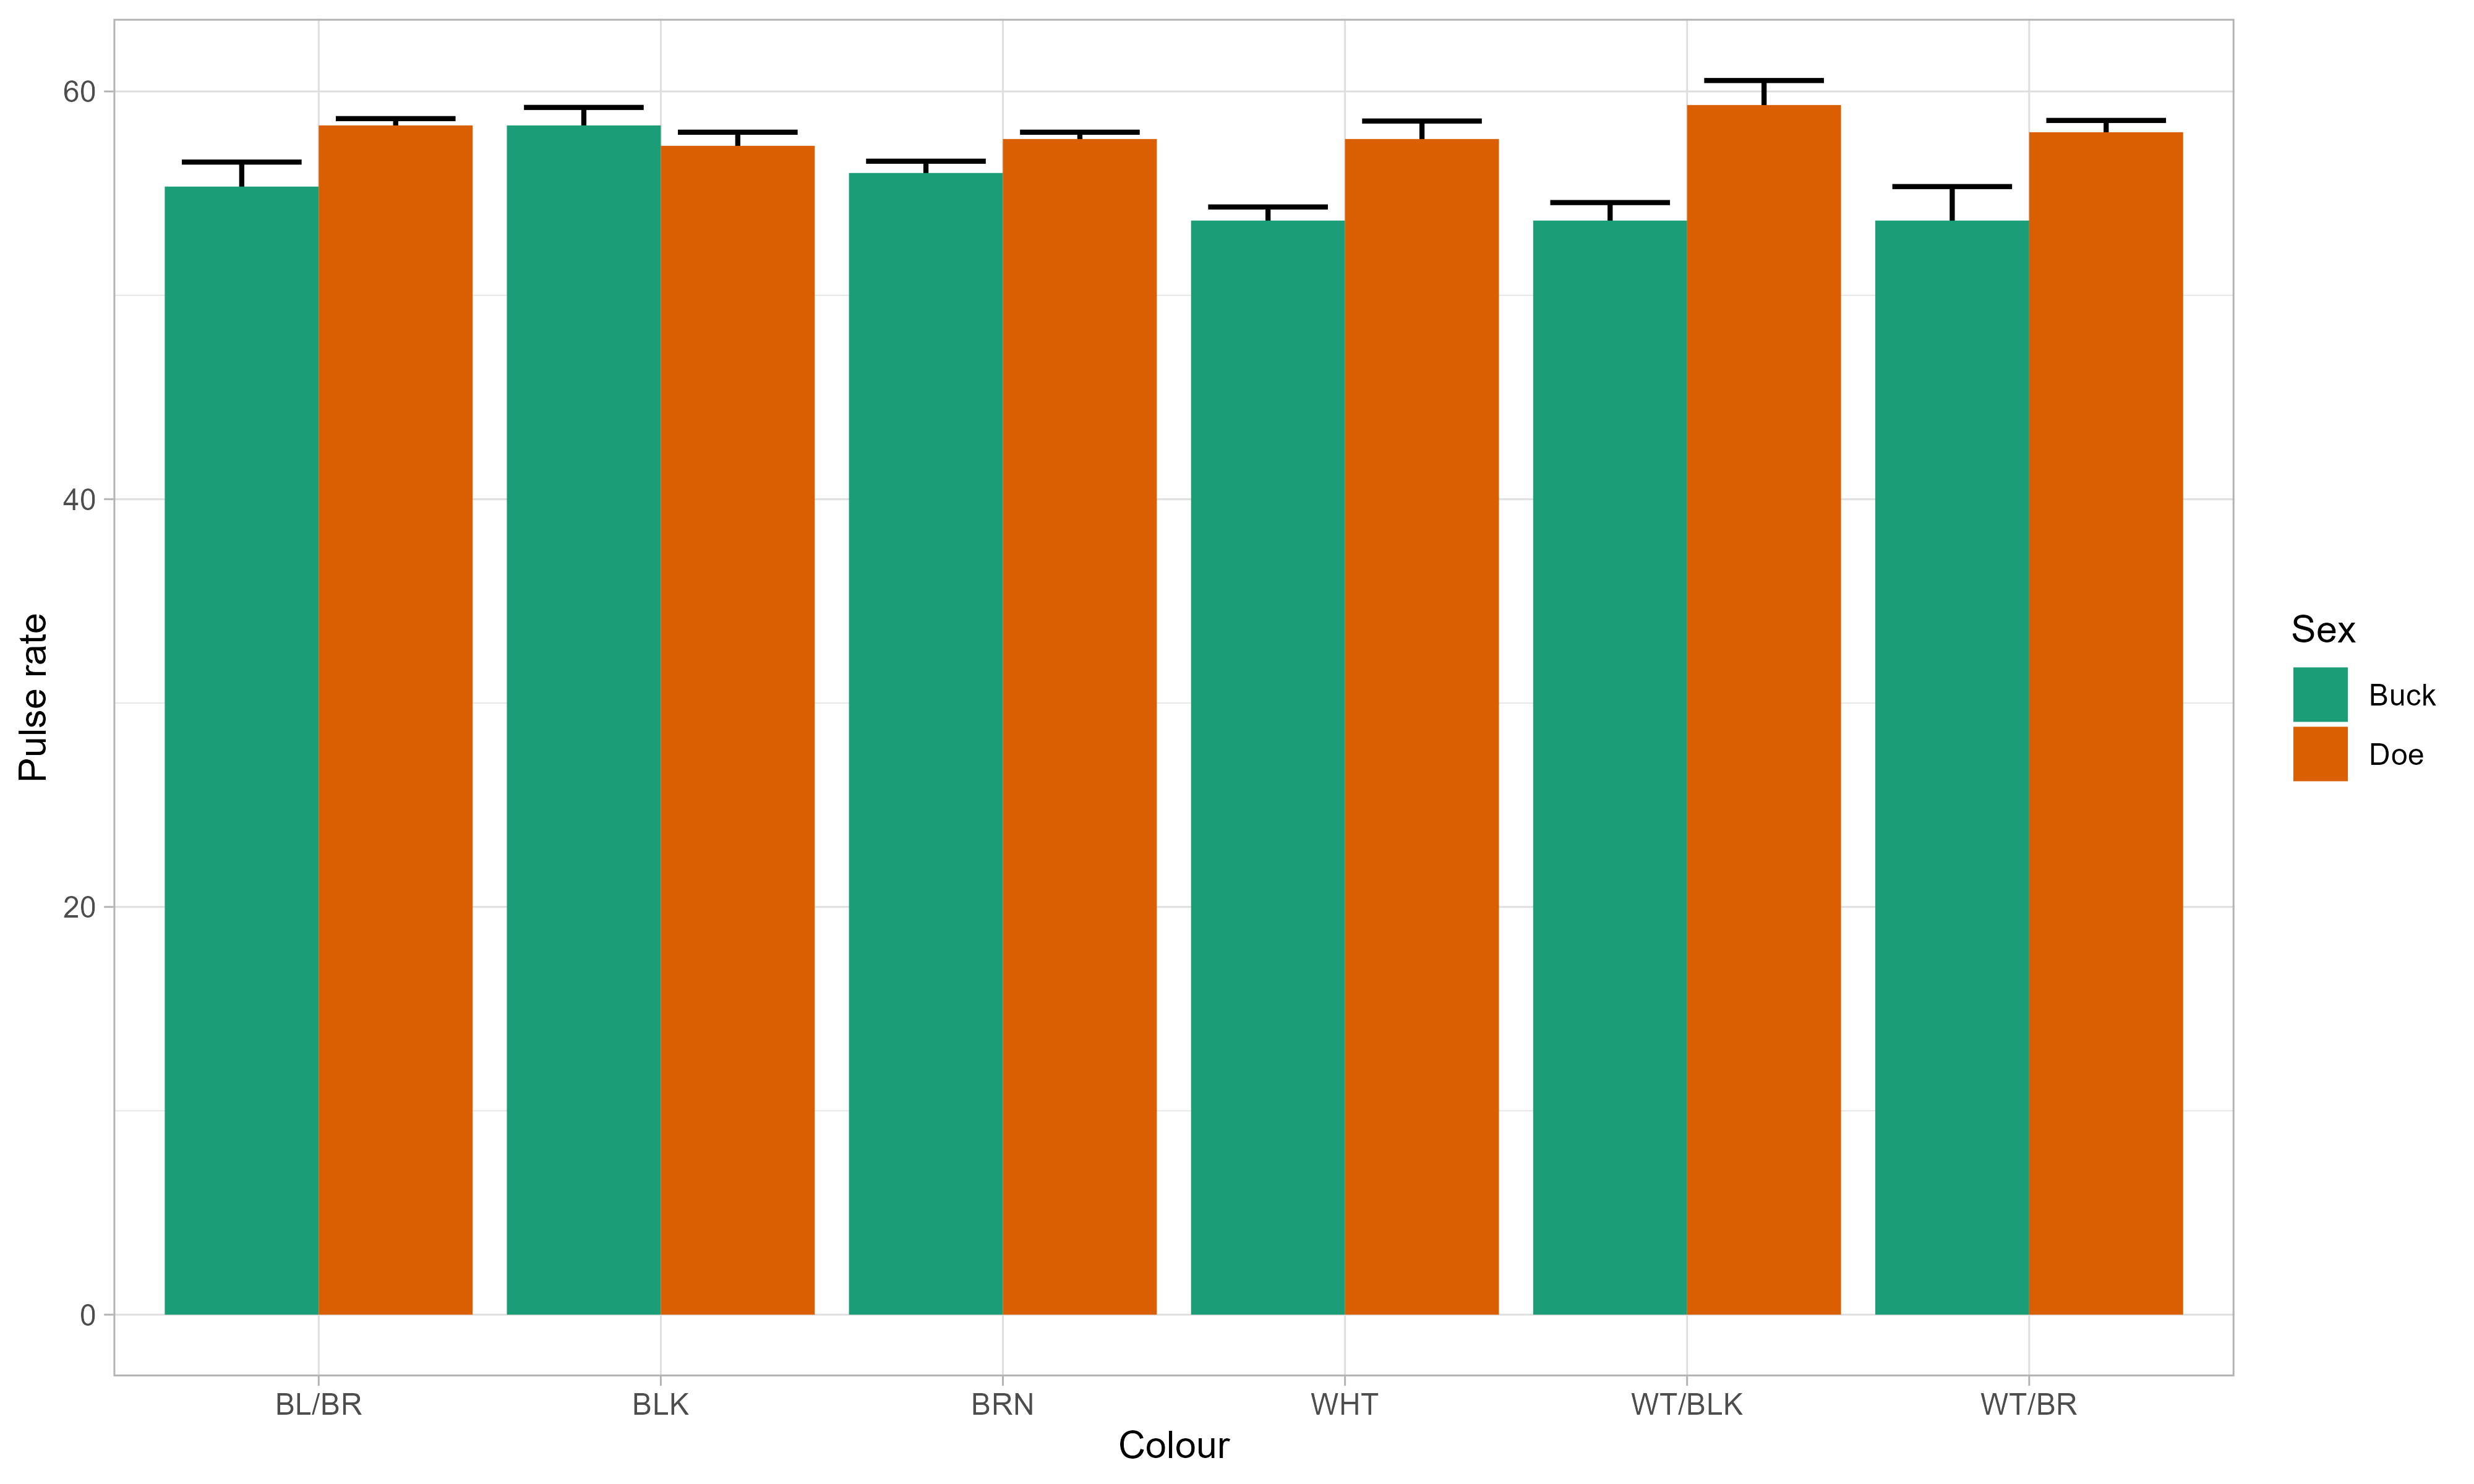 Pulse rate
60
40
20
0
BL/BR BLK BRN WHT WT/BLK WT/BR
Colour
Sex
Buck
Doe